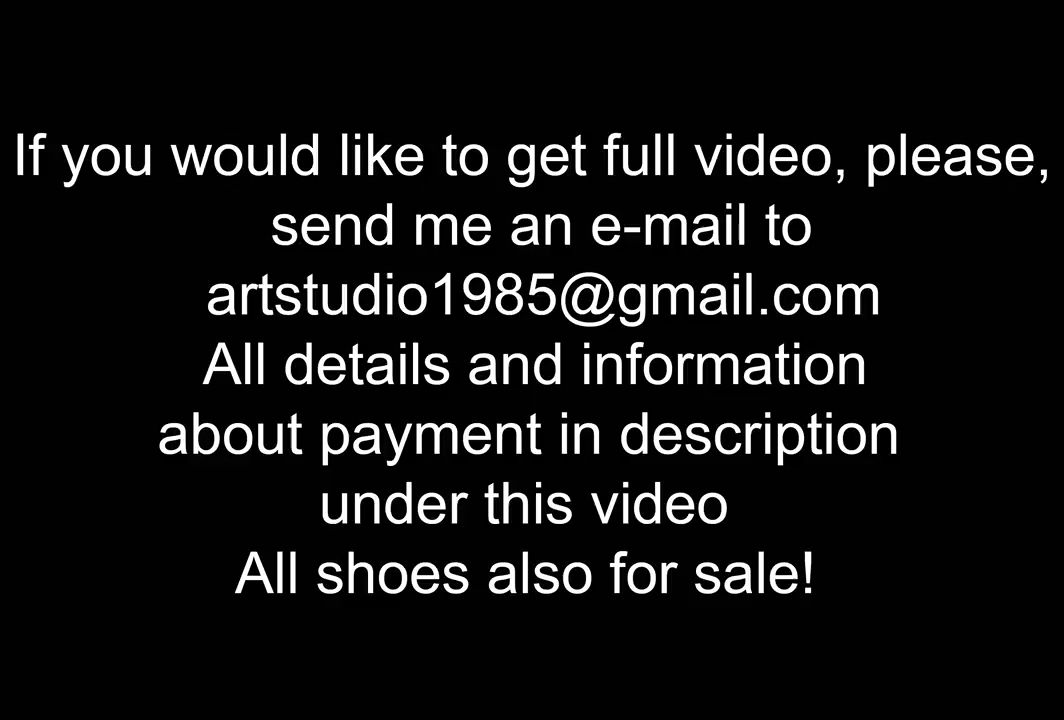 If you would like to get full video, please,
send me an e-mail to
artstudio1985@gmail.com
All details and information
about payment in description
under this video
All shoes also for sale!